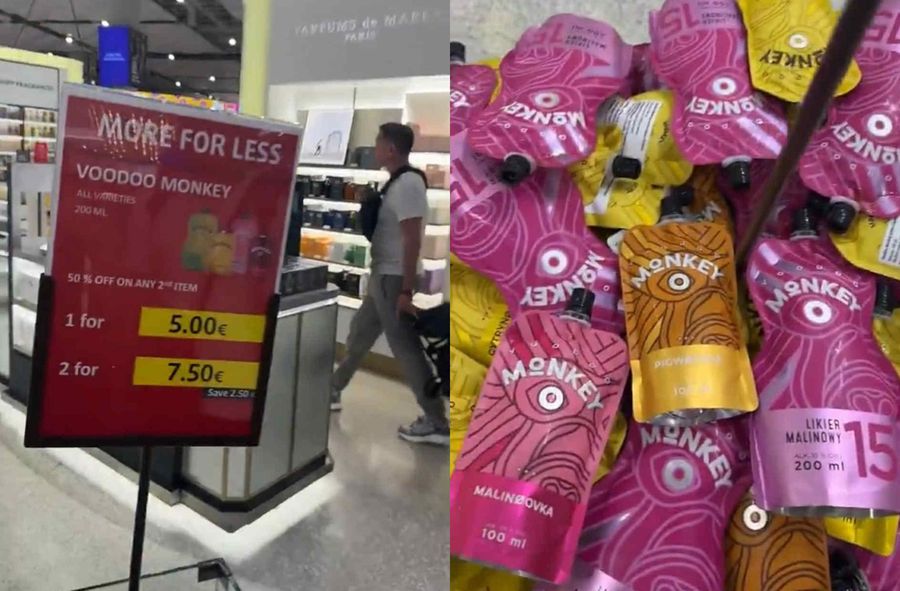 PARFUMS de MARLY
PARIS
MORE FOR LESS
VOODOO MONKEY
ALL VARIETIES
200 ML
50 % OFF ON ANY 2ND ITEM
1 for
5.00€
2 for
7.50€
Save 2.50 €
MONKEY
MONKEY
MONKEY
MONKEY
MONKEY
MONKEY
100 ml
MONKEY
LIKIER
MALINOWY
15
200 ml
MONKEY
MALINOVKA
100 ml
MONKEY